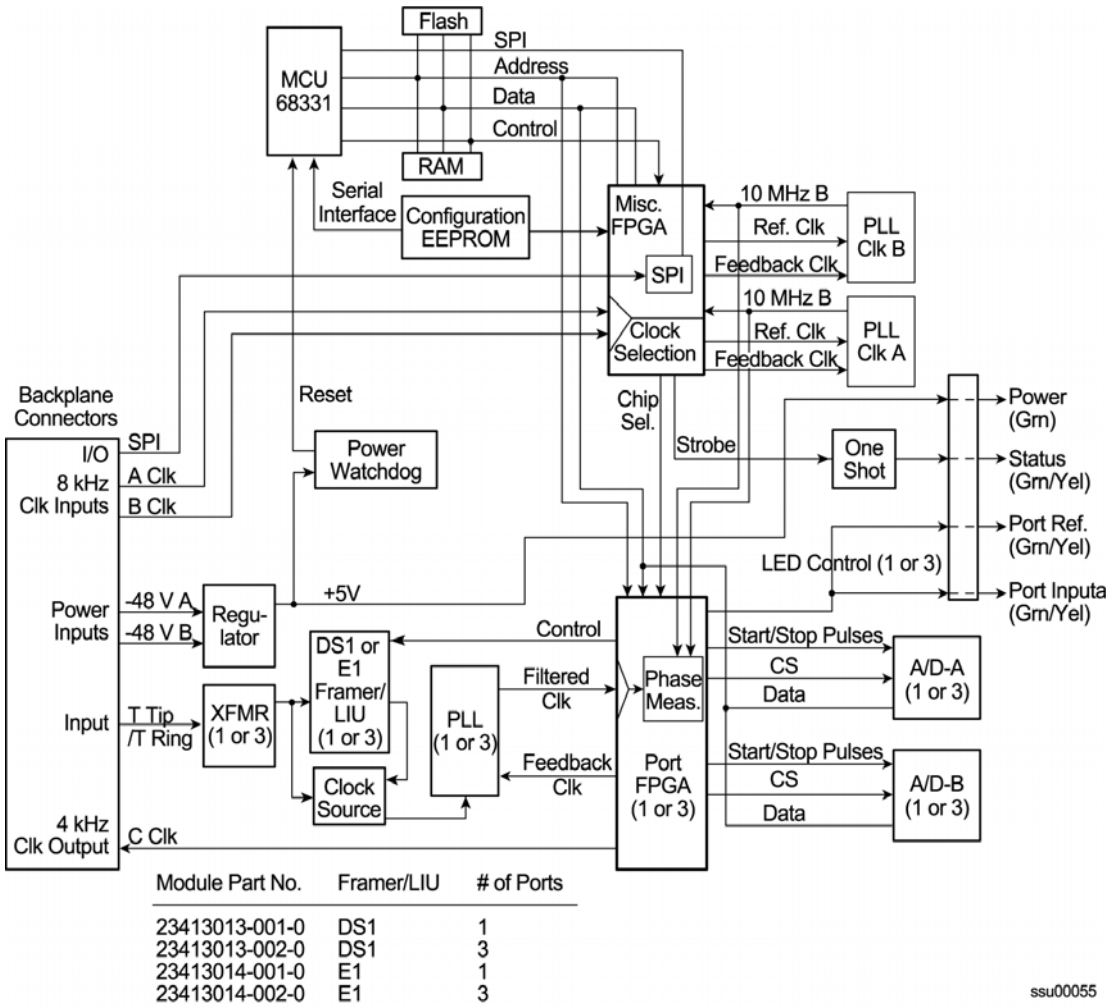 Flash
SPI
Address
Data
Control
MCU
68331
RAM
Serial
Interface
Configuration
EEPROM
Misc.
FPGA
SPI
Clock
Selection
10 MHz B
Ref. Clk
Feedback Clk
PLL
Clk B
10 MHz B
Ref. Clk
Feedback Clk
PLL
Clk A
Reset
Chip
Sel.
Strobe
One
Shot
Power
(Grn)
Status
(Grn/Yel)
Port Ref.
(Grn/Yel)
Port Inputa
(Grn/Yel)
LED Control (1 or 3)
Backplane
Connectors
I/O
SPI
8 kHz
Clk Inputs
A Clk
B Clk
Power
Watchdog
Power
Inputs
-48 V A
-48 V B
Regu-
lator
+5V
Input
T Tip
/T Ring
XFMR
(1 or 3)
DS1 or
E1
Framer/
LIU
(1 or 3)
Clock
Source
PLL
(1 or 3)
Control
Filtered
Clk
Feedback
Clk
Phase
Meas.
Port
FPGA
(1 or 3)
Start/Stop Pulses
CS
Data
A/D-A
(1 or 3)
Start/Stop Pulses
CS
Data
A/D-B
(1 or 3)
4 kHz
Clk Output
C Clk
Module Part No. Framer/LIU # of Ports
23413013-001-0 DS1 1
23413013-002-0 DS1 3
23413014-001-0 E1 1
23413014-002-0 E1 3
ssu00055